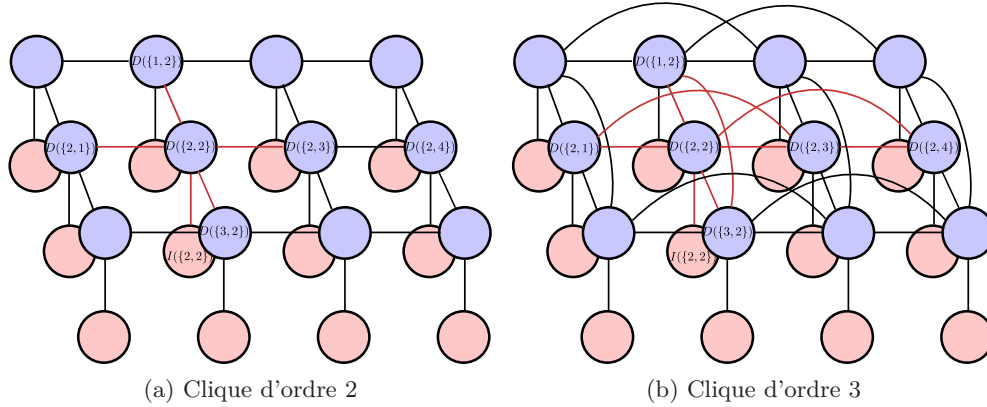 D({1, 2})
D({1, 2})
D({2, 1})
D({2, 2})
D({2, 3})
D({2, 4})
D({2, 1})
D({2, 2})
D({2, 3})
D({2, 4})
D({3, 2})
D({3, 2})
I({2, 2}
I({2, 2}
(a) Clique d'ordre 2
(b) Clique d'ordre 3